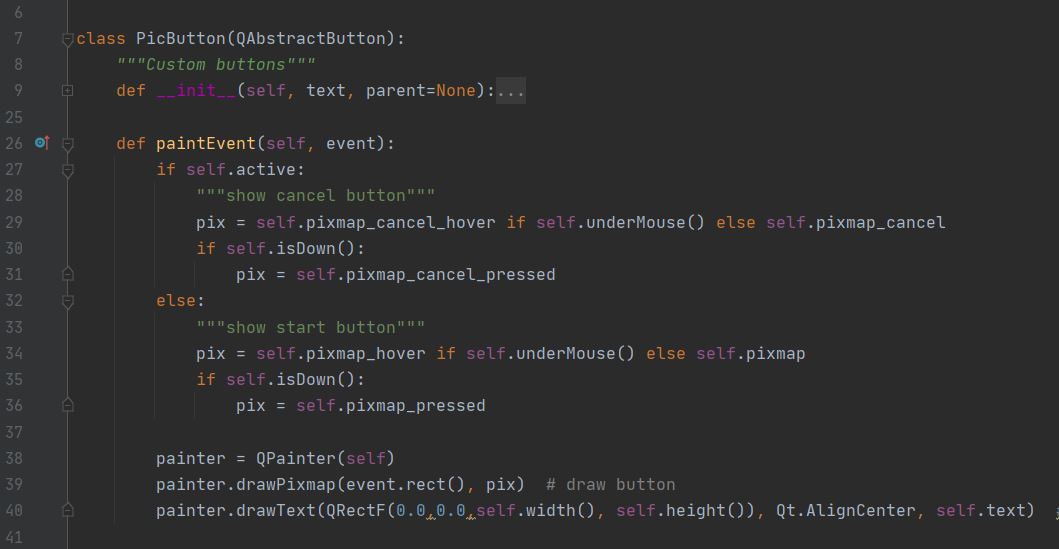 6
7 class PicButton(QAbstractButton):
8 """Custom buttons"""
9 def __init__(self, text, parent=None):...
25
26 def paintEvent(self, event):
27 if self.active:
28 """show cancel button"""
29 pix = self.pixmap_cancel_hover if self.underMouse() else self.pixmap_cancel
30 if self.isDown():
31 pix = self.pixmap_cancel_pressed
32 else:
33 """show start button"""
34 pix = self.pixmap_hover if self.underMouse() else self.pixmap
35 if self.isDown():
36 pix = self.pixmap_pressed
37
38 painter = QPainter(self)
39 painter.drawPixmap(event.rect(), pix)  # draw button
40 painter.drawText(QRectF(0.0,0.0,self.width(), self.height()), Qt.AlignCenter, self.text)
41